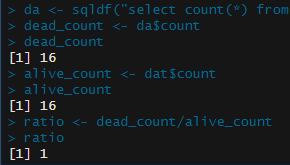 > da <- sqldf("select count(*) from
> dead_count <- da$count
> dead_count
[1] 16
> alive_count <- dat$count
> alive_count
[1] 16
> ratio <- dead_count/alive_count
> ratio
[1] 1